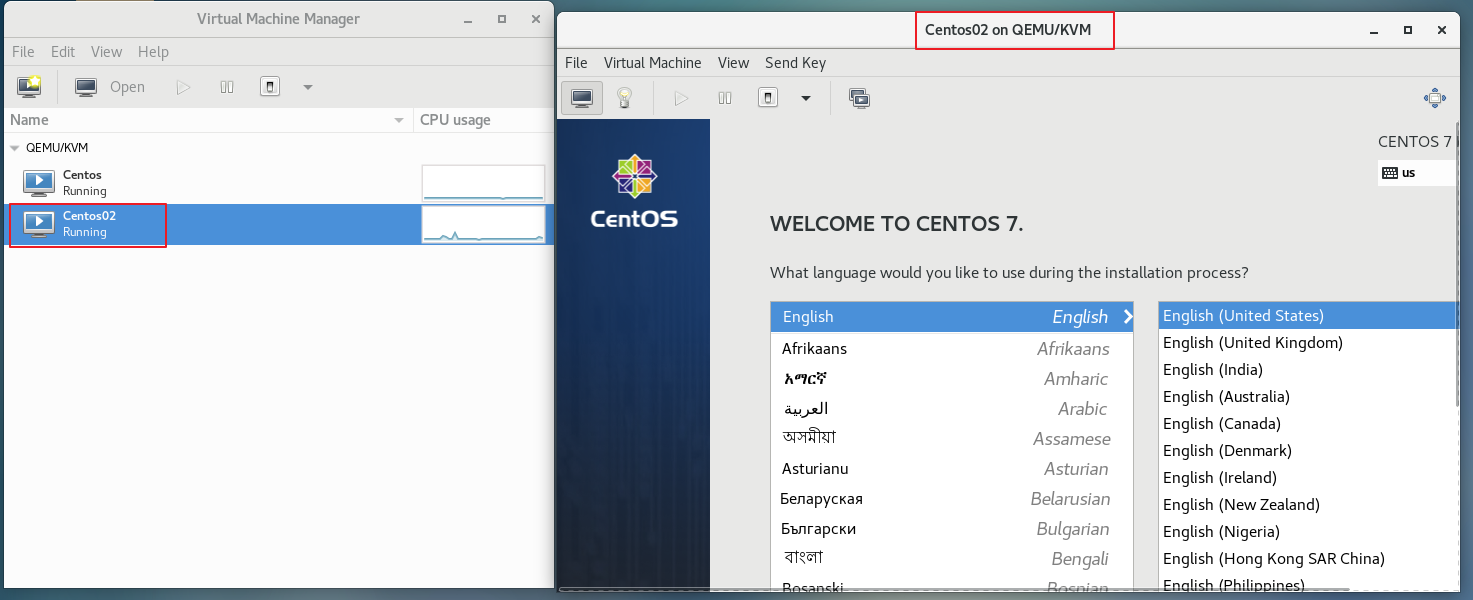 Virtual Machine Manager
File Edit View Help
Open
Name CPU usage
QEMU/KVM
Centos
Running
Centos02
Running
Centos02 on QEMU/KVM
File Virtual Machine View Send Key
CentOS
CENTOS 7
us
WELCOME TO CENTOS 7.
What language would you like to use during the installation process?
English English
Afrikaans Afrikaans
አማርኛ Amharic
العربية Arabic
অসমীয়া Assamese
Asturianu Asturian
Беларуская Belarusian
Български Bulgarian
বাংলা Bengali
Bosanski Bosnian
English (United States)
English (United Kingdom)
English (India)
English (Australia)
English (Canada)
English (Denmark)
English (Ireland)
English (New Zealand)
English (Nigeria)
English (Hong Kong SAR China)
English (Philippines)